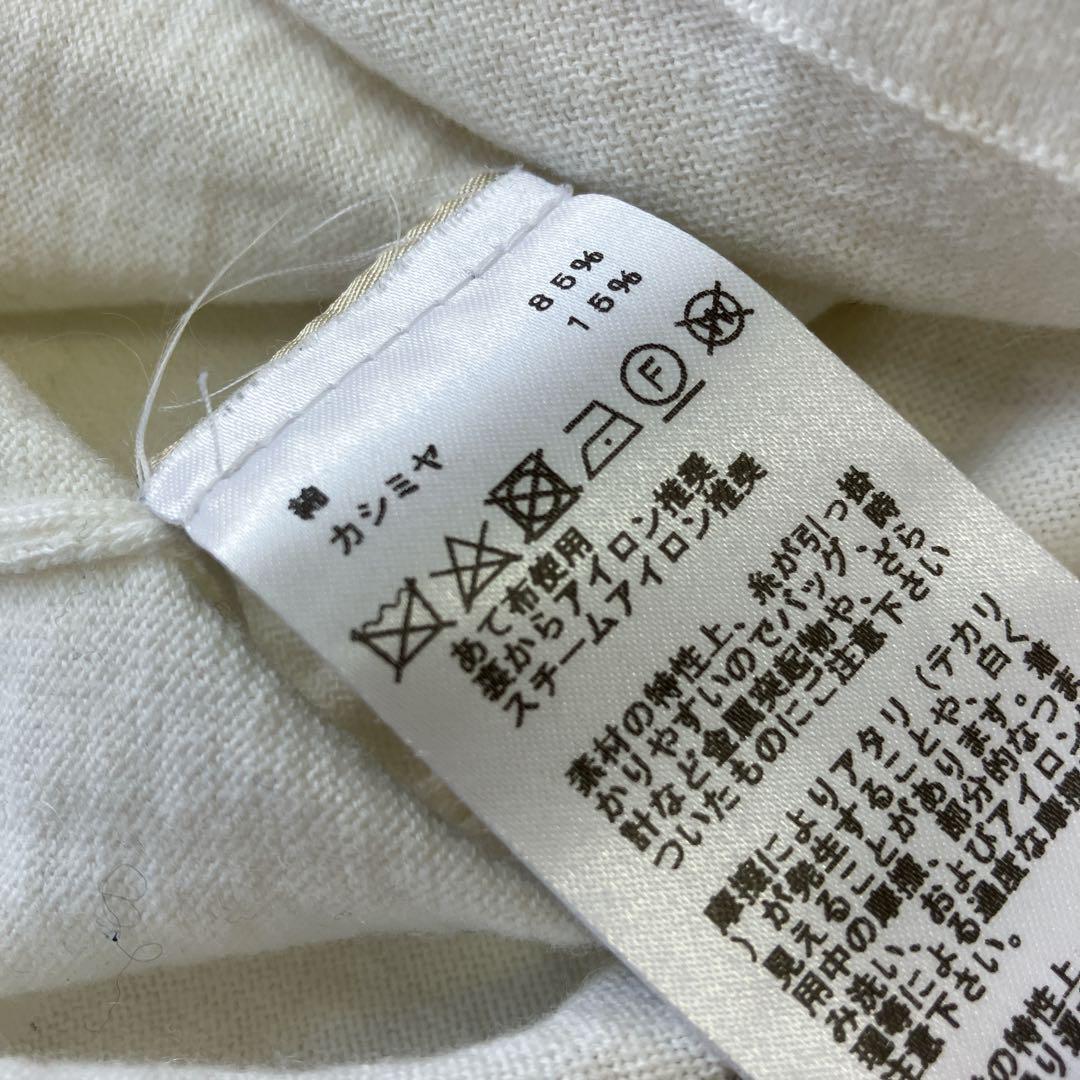 綿 85%
カシミヤ 15%
F
W
あて布使用
裏からアイロン推奨
スチームアイロン推奨
素材の特性上、糸が引っ掛
かりやすいのでバッグ、時
計など金属突起物や、ざら
ついたものにご注意下さい
摩擦によりアタリ(テカリ
)が発生することや、白く
見えることがあります。着
用中の摩擦、部分的なつま
み洗い、およびアイロン
理等による過度な摩擦
注意下さい。
の特性上